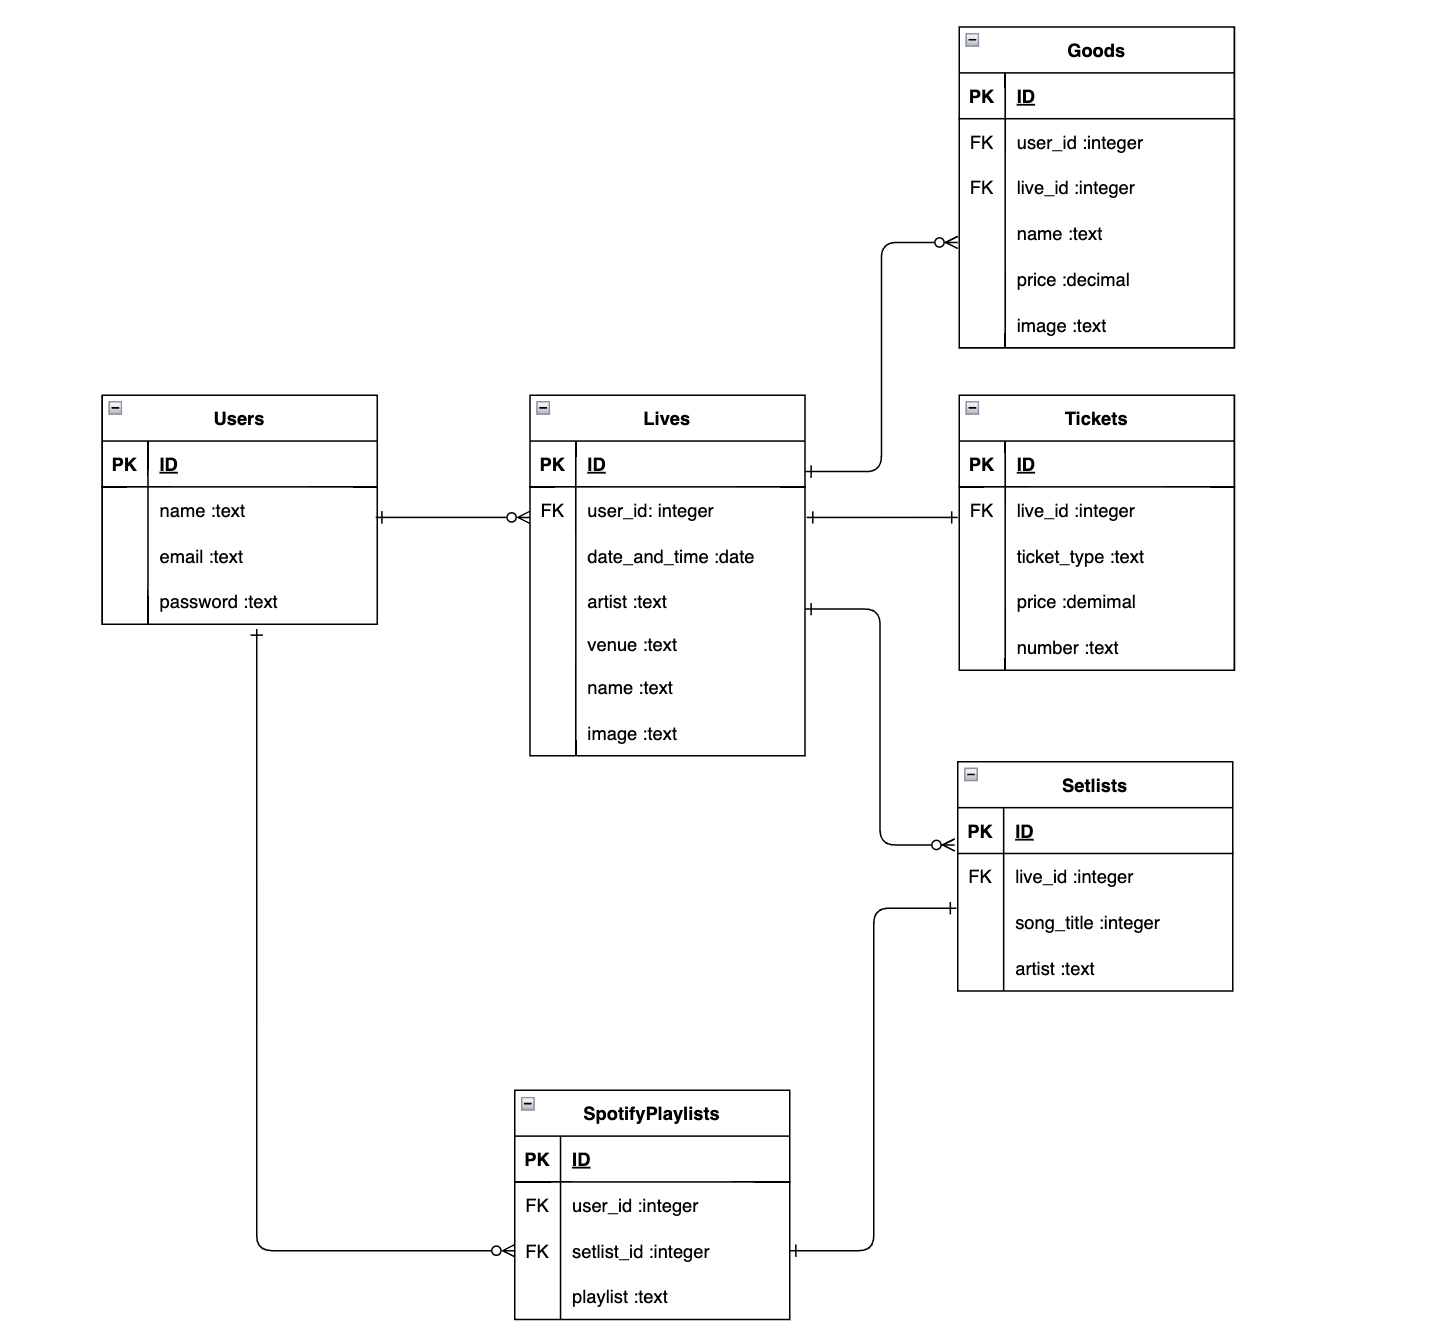 Goods
PK ID
FK user_id :integer
FK live_id :integer
name :text
price :decimal
image :text
Users
PK ID
name :text
email :text
password :text
Lives
PK ID
FK user_id: integer
date_and_time :date
artist :text
venue :text
name :text
image :text
Tickets
PK ID
FK live_id :integer
ticket_type :text
price :demimal
number :text
Setlists
PK ID
FK live_id :integer
song_title :integer
artist :text
SpotifyPlaylists
PK ID
FK user_id :integer
FK setlist_id :integer
playlist :text